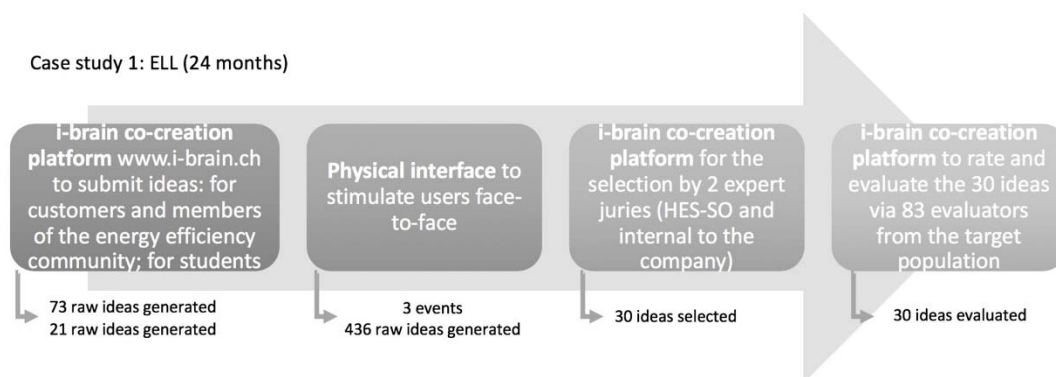 Case study 1: ELL (24 months)
i-brain co-creation
platform www.i-brain.ch
to submit ideas: for
customers and members
of the energy efficiency
community; for students
73 raw ideas generated
21 raw ideas generated
Physical interface to
stimulate users face-
to-face
3 events
436 raw ideas generated
i-brain co-creation
platform for the
selection by 2 expert
juries (HES-SO and
internal to the
company)
30 ideas selected
i-brain co-creation
platform to rate and
evaluate the 30 ideas
via 83 evaluators
from the target
population
30 ideas evaluated